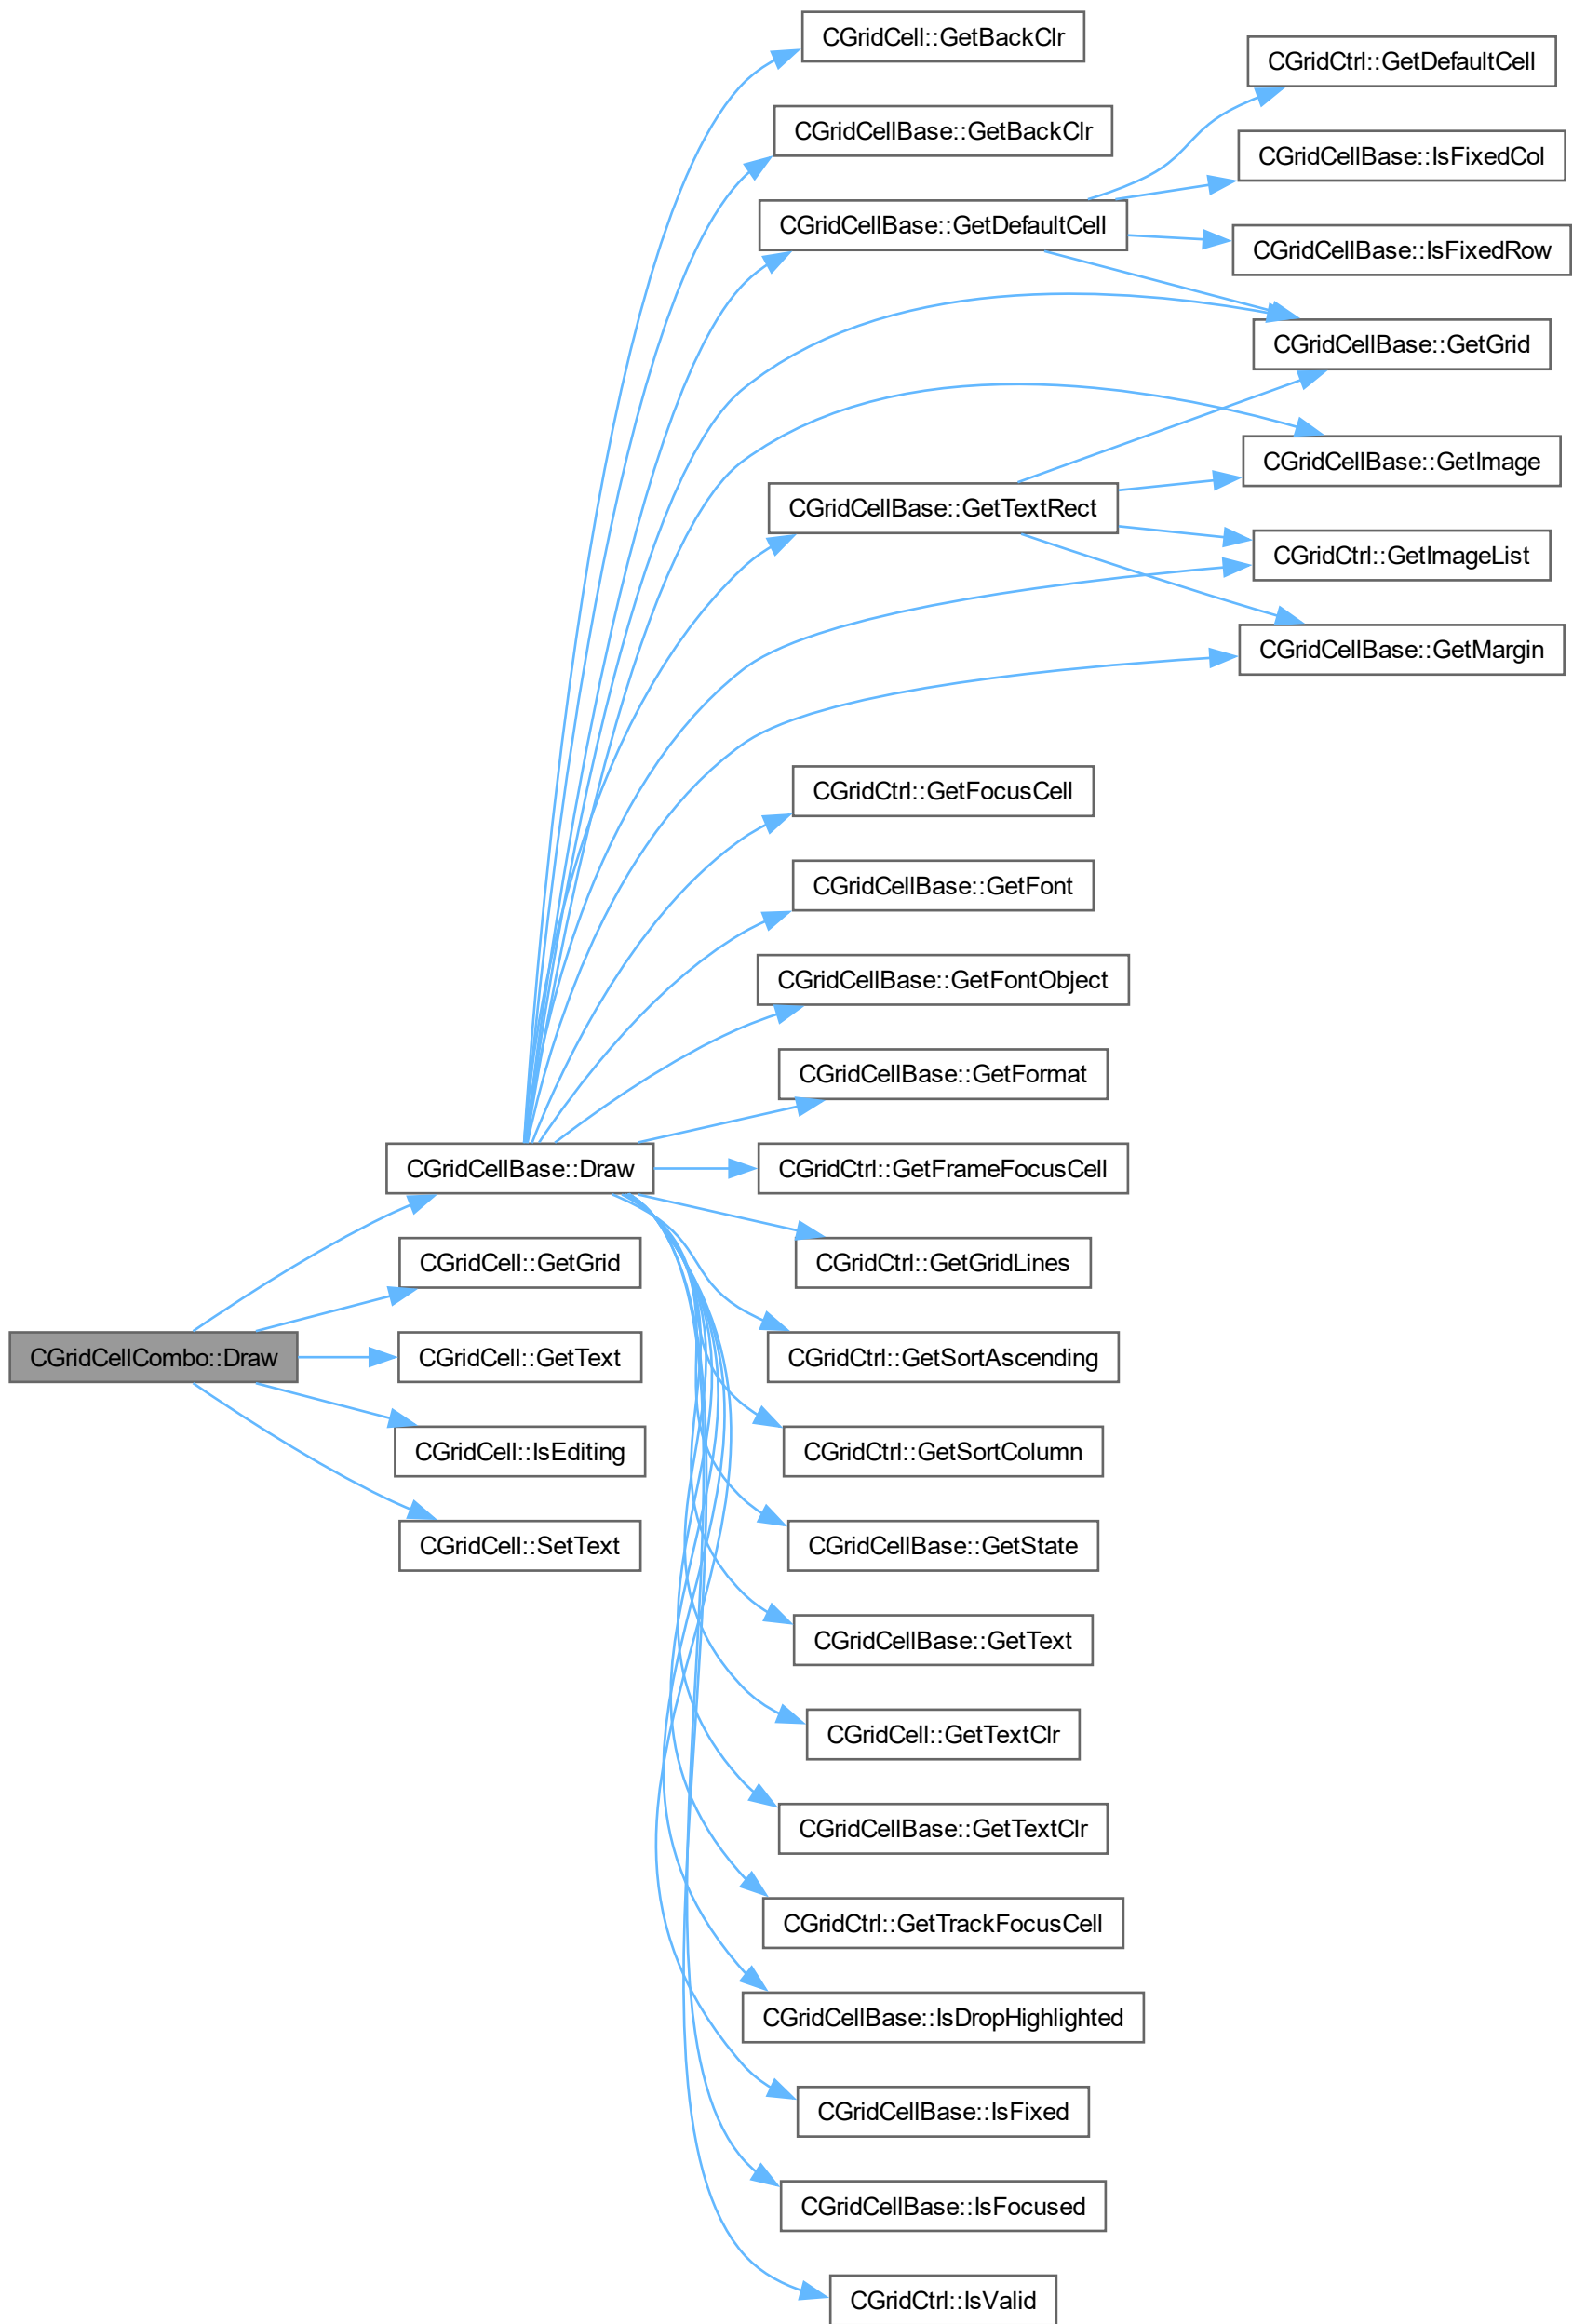 CGridCell::GetBackClr
CGridCtrl::GetDefaultCell
CGridCellBase::GetBackClr
CGridCellBase::IsFixedCol
CGridCellBase::GetDefaultCell
CGridCellBase::IsFixedRow
CGridCellBase::GetGrid
CGridCellBase::GetImage
CGridCellBase::GetTextRect
CGridCtrl::GetImageList
CGridCellBase::GetMargin
CGridCtrl::GetFocusCell
CGridCellBase::GetFont
CGridCellBase::GetFontObject
CGridCellBase::GetFormat
CGridCellBase::Draw
CGridCtrl::GetFrameFocusCell
CGridCell::GetGrid
CGridCtrl::GetGridLines
CGridCellCombo::Draw
CGridCell::GetText
CGridCtrl::GetSortAscending
CGridCell::IsEditing
CGridCtrl::GetSortColumn
CGridCell::SetText
CGridCellBase::GetState
CGridCellBase::GetText
CGridCell::GetTextClr
CGridCellBase::GetTextClr
CGridCtrl::GetTrackFocusCell
CGridCellBase::IsDropHighlighted
CGridCellBase::IsFixed
CGridCellBase::IsFocused
CGridCtrl::IsValid